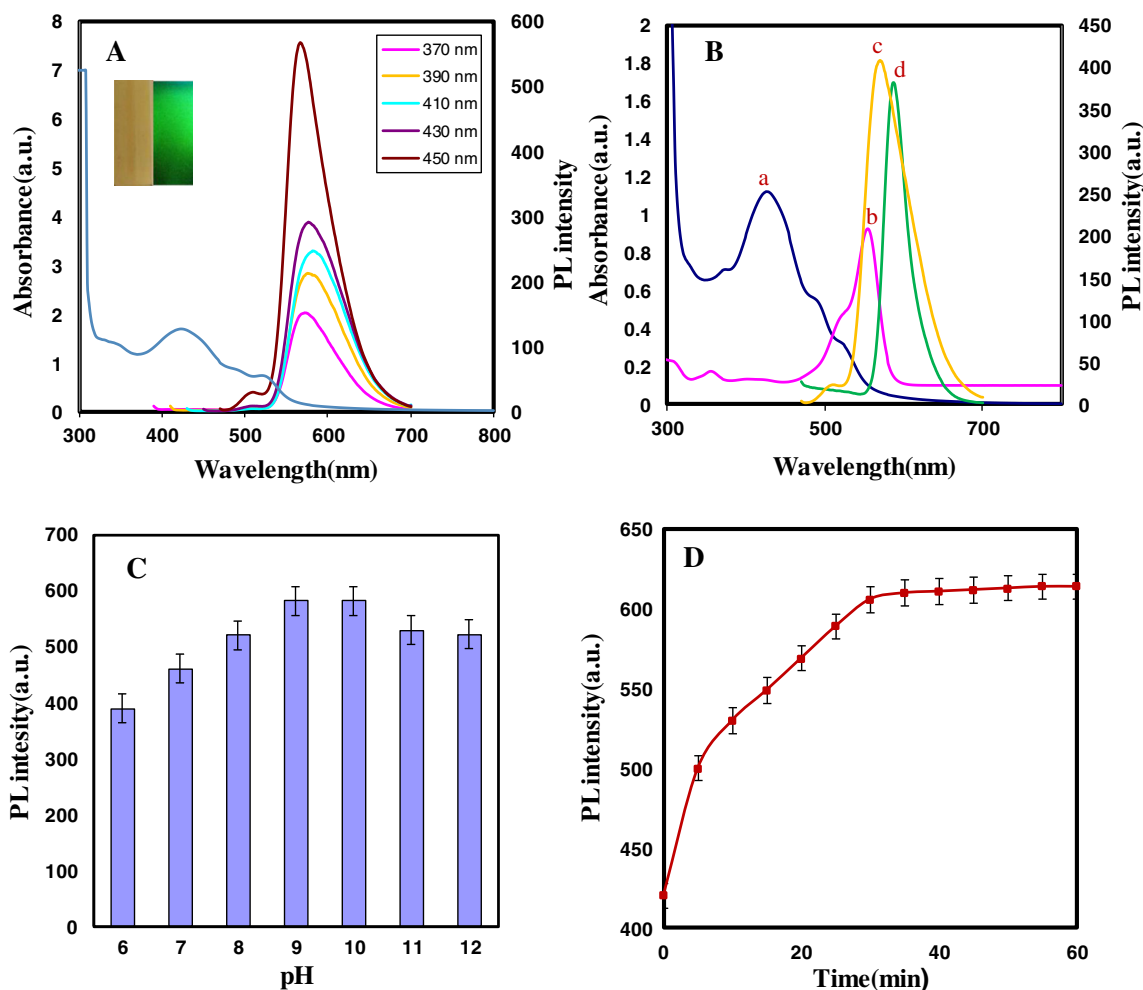 A
Absorbance(a.u.)
8
7
6
5
4
3
2
1
0
600
500
400
300
200
100
0
PL intensity
370 nm
390 nm
410 nm
430 nm
450 nm
300 400 500 600 700 800
Wavelength(nm)
B
Absorbance(a.u.)
2
1.8
1.6
1.4
1.2
1
0.8
0.6
0.4
0.2
0
450
400
350
300
250
200
150
100
50
0
PL intensity(a.u.)
a
b
c
d
300 500 700
Wavelength(nm)
C
PL intesity(a.u.)
700
600
500
400
300
200
100
0
6 7 8 9 10 11 12
pH
D
PL intensity(a.u.)
650
600
550
500
450
400
0 20 40 60
Time(min)